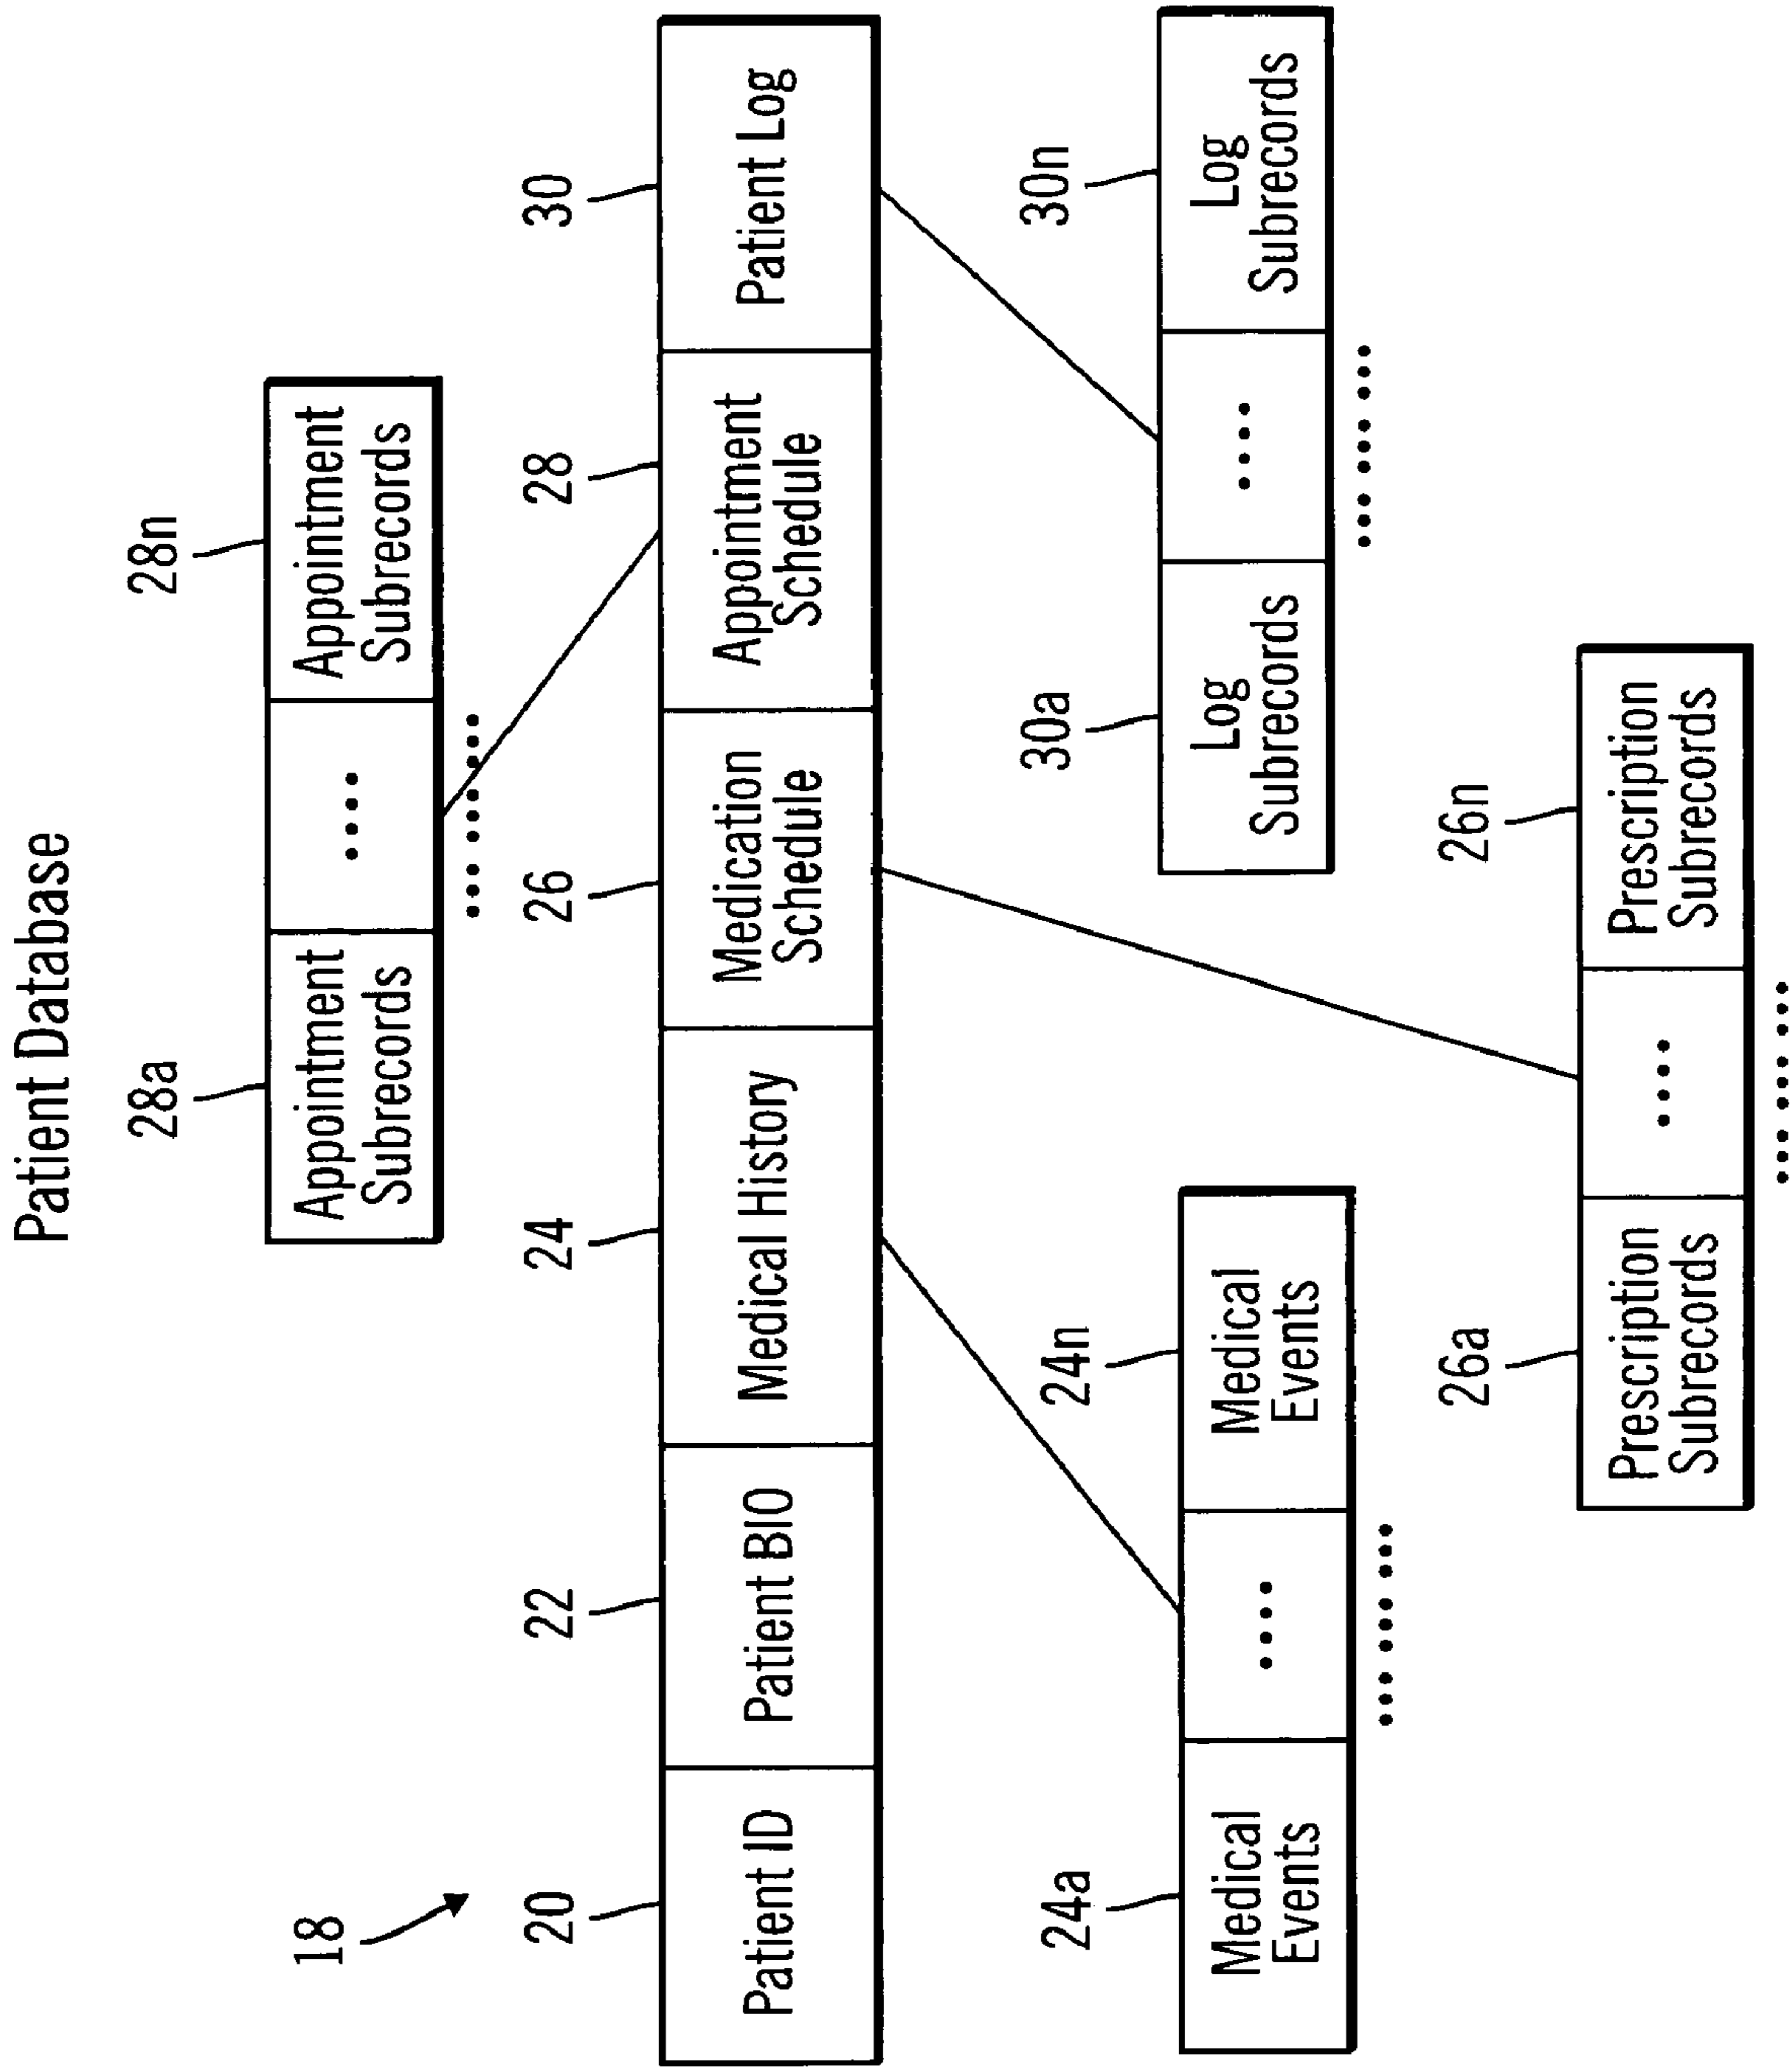 Patient Database
28a
28n
Appointment
Subrecords
....
Appointment
Subrecords
.........
18
20
22
24
26
28
30
Patient ID
Patient BIO
Medical History
Medication
Schedule
Appointment
Schedule
Patient Log
24a
24n
Medical
Events
....
Medical
Events
.........
30a
30n
Log
Subrecords
....
Log
Subrecords
.........
26a
26n
Prescription
Subrecords
....
Prescription
Subrecords
.........